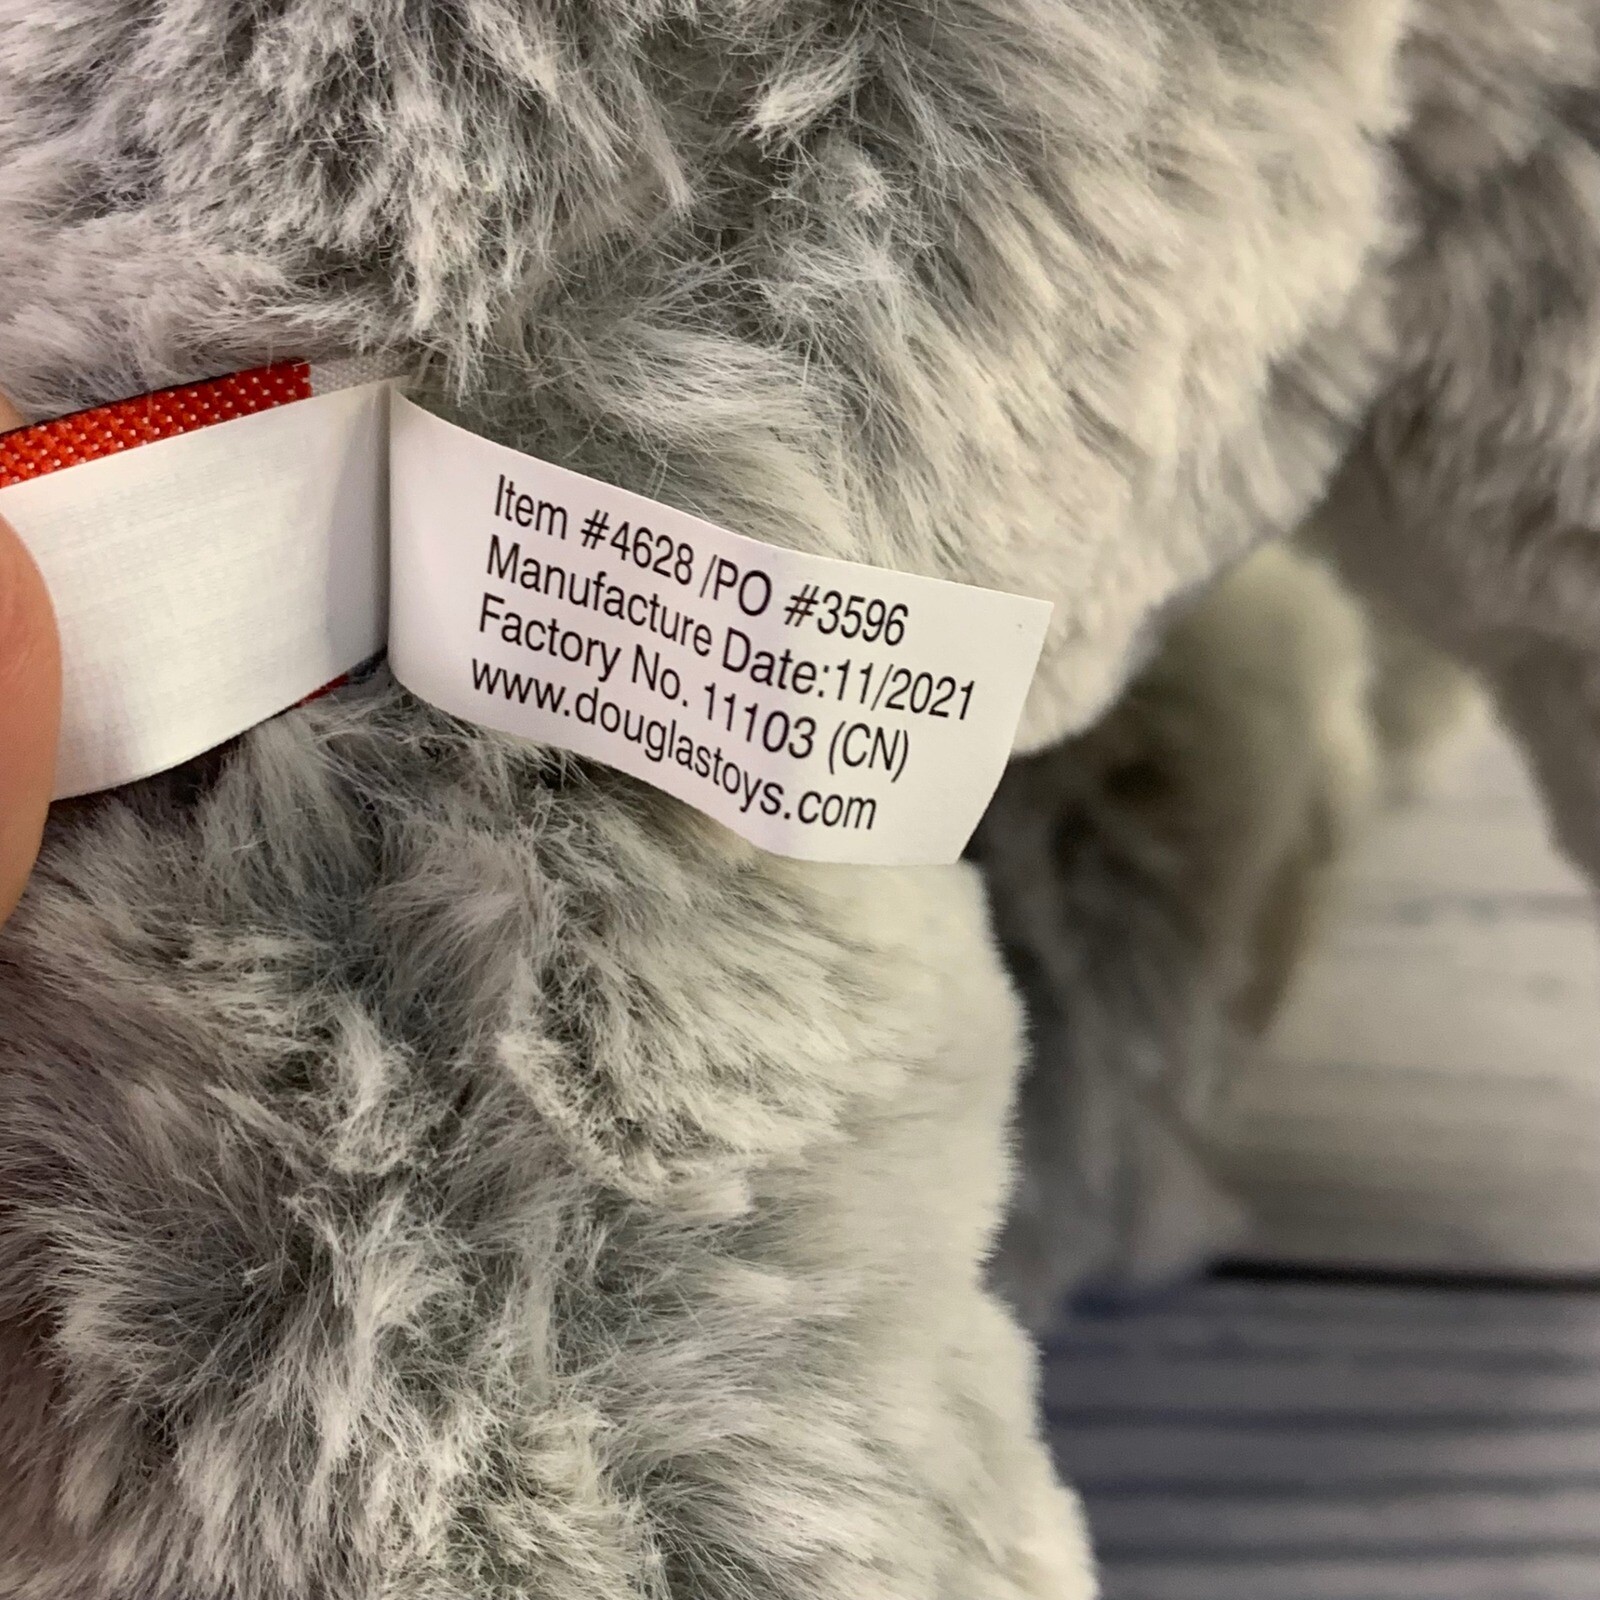 Item #4628 /PO #3596
Manufacture Date:11/2021
Factory No. 11103 (CN)
www.douglastoys.com